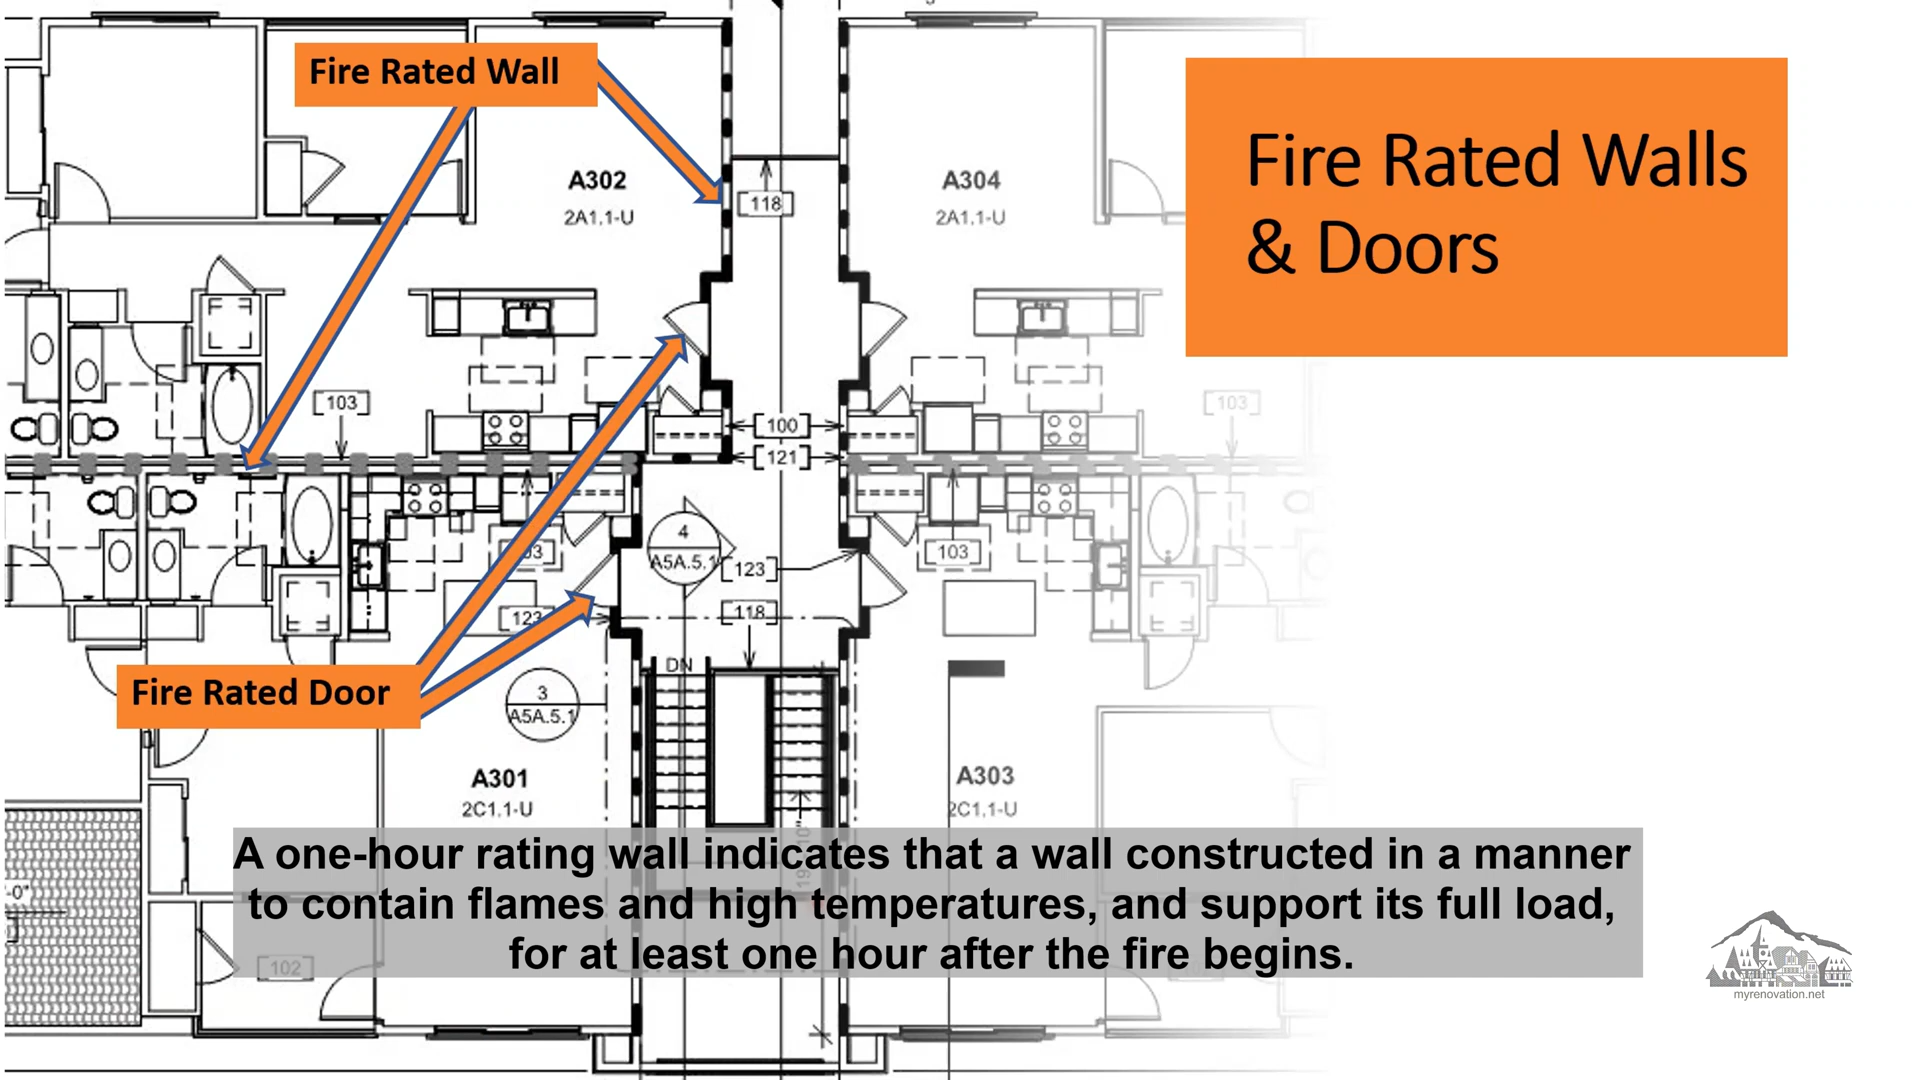 Fire Rated Wall
Fire Rated Walls
& Doors
A302
2A1.1-U
118
A304
2A1.1-U
103
103
100
121
4
A5A.5.1
123
103
118
DN
Fire Rated Door
3
A5A.5.1
A301
2C1.1-U
A303
2C1.1-U
A one-hour rating wall indicates that a wall constructed in a manner
to contain flames and high temperatures, and support its full load,
for at least one hour after the fire begins.
102
myrenovation.net